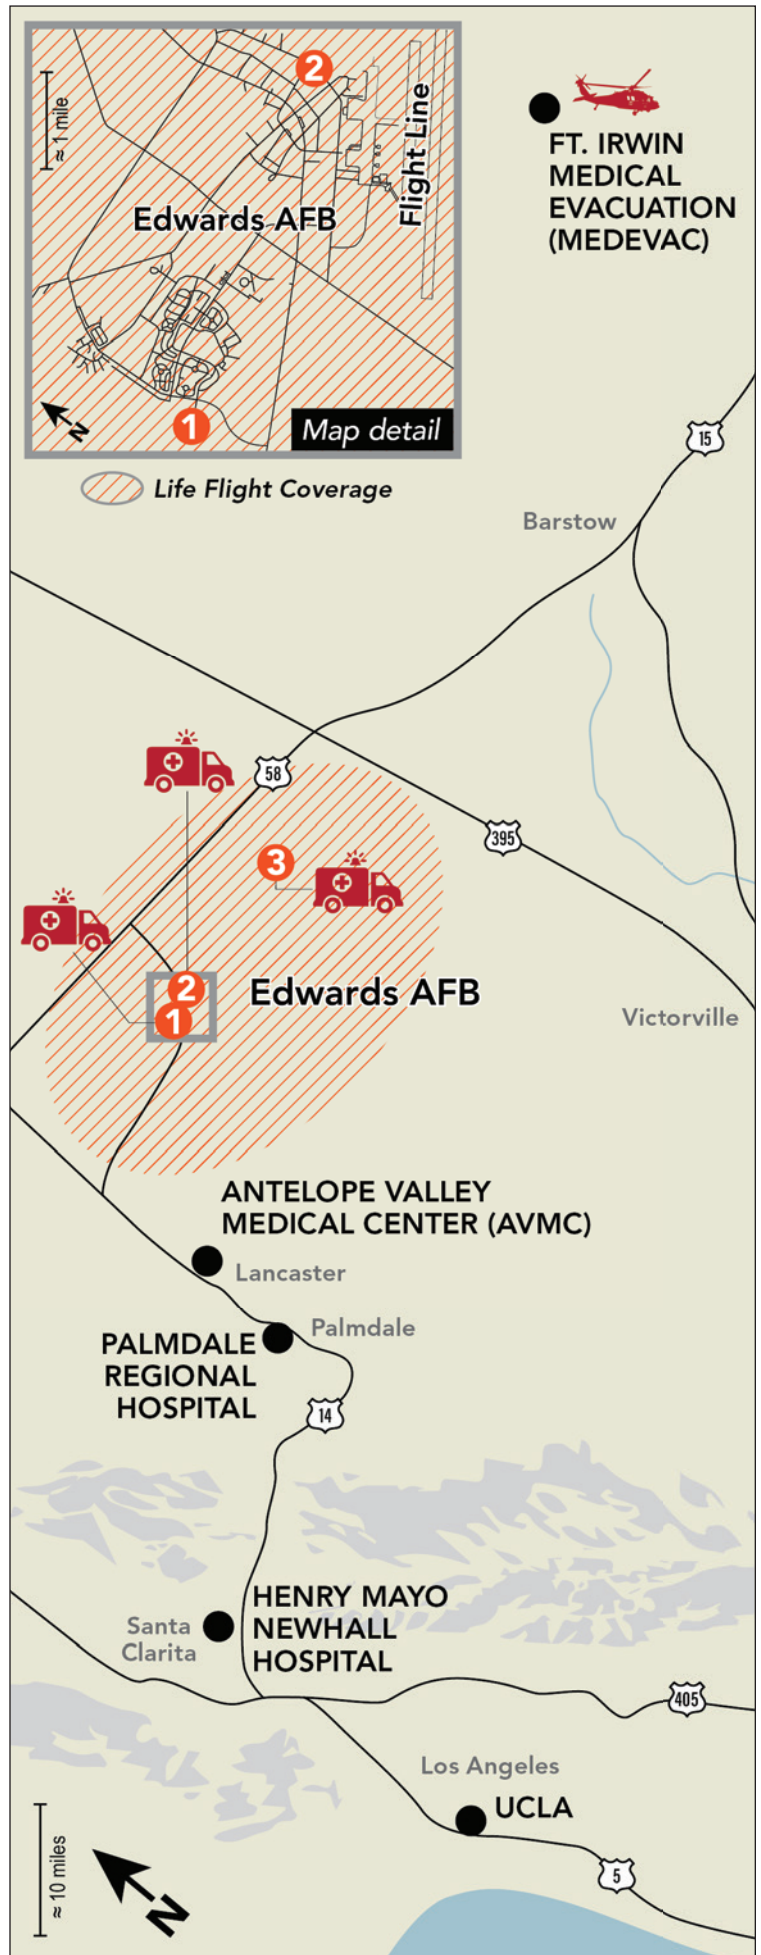 2
≈ 1 mile
Flight Line
Edwards AFB
1
N
Map detail
Life Flight Coverage
FT. IRWIN
MEDICAL
EVACUATION
(MEDEVAC)
15
Barstow
58
395
3
2
1
Edwards AFB
Victorville
ANTELOPE VALLEY
MEDICAL CENTER (AVMC)
Lancaster
Palmdale
PALMDALE
REGIONAL
HOSPITAL
14
HENRY MAYO
NEWHALL
HOSPITAL
Santa
Clarita
405
Los Angeles
UCLA
5
≈ 10 miles
N